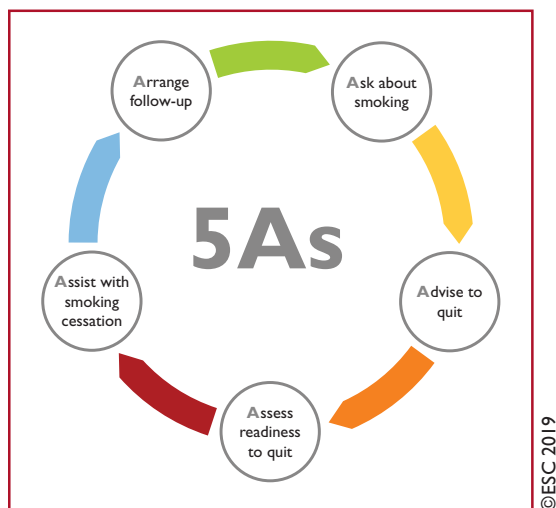 5As
Ask about
smoking
Advise to
quit
Assess
readiness
to quit
Assist with
smoking
cessation
Arrange
follow-up
©ESC 2019